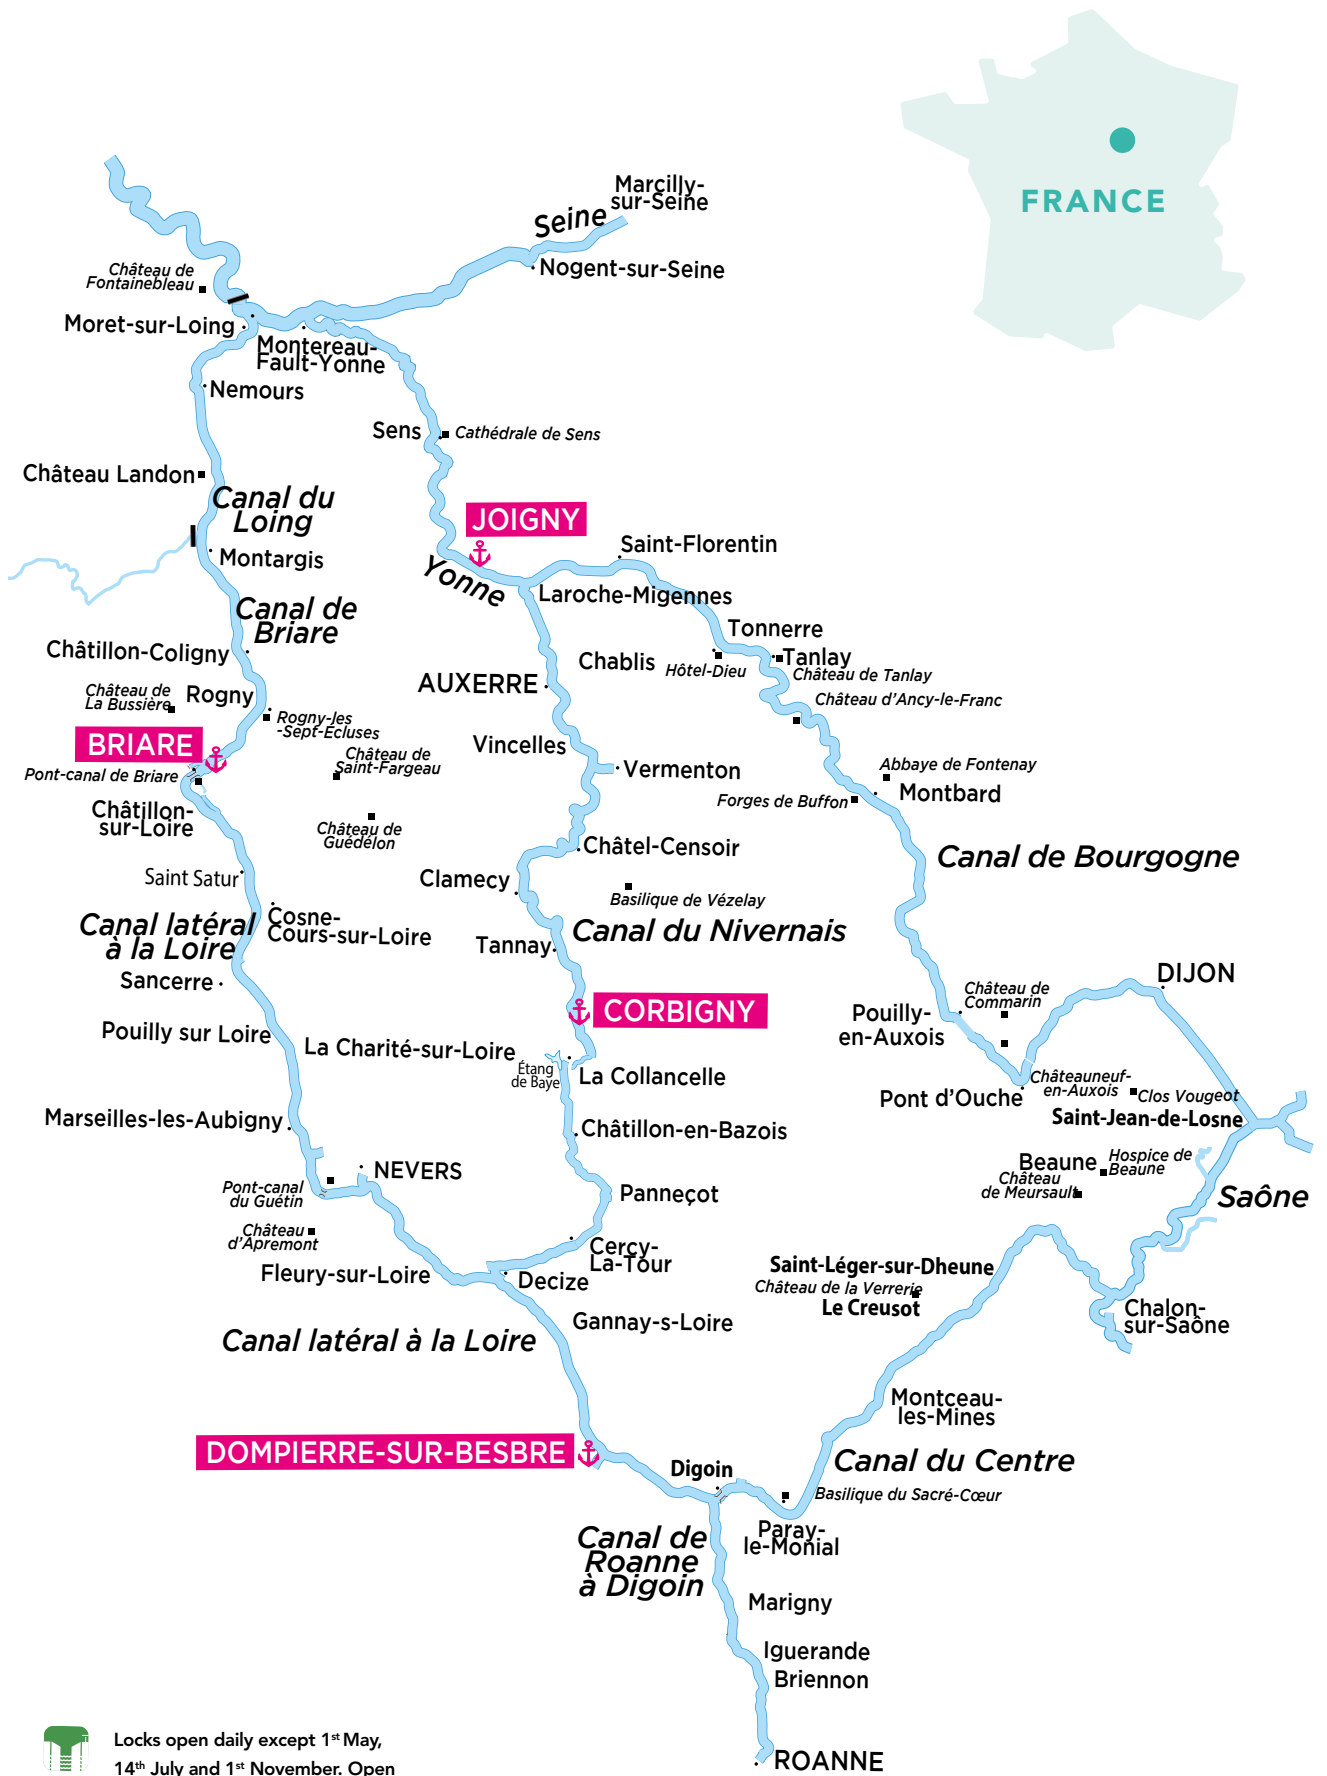 FRANCE
Marcilly-
sur-Seine
Seine
Nogent-sur-Seine
Château de
Fontainebleau
Moret-sur-Loing
Montereau-
Fault-Yonne
Nemours
Sens
Cathédrale de Sens
Château Landon
Canal du
Loing
JOIGNY
Saint-Florentin
Montargis
Yonne
Laroche-Migennes
Canal de
Briare
Tonnerre
Châtillon-Coligny
Chablis
Hôtel-Dieu
Tanlay
Château de Tanlay
AUXERRE
Château de
La Bussière
Rogny
Château d'Ancy-le-Franc
Rogny-les
-Sept-Écluses
BRIARE
Vincelles
Château de
Saint-Fargeau
Pont-canal de Briare
Vermenton
Abbaye de Fontenay
Forges de Buffon
Montbard
Châtillon-
sur-Loire
Château de
Guédelon
Châtel-Censoir
Canal de Bourgogne
Saint Satur
Clamecy
Basilique de Vézelay
Canal latéral
à la Loire
Cosne-
Cours-sur-Loire
Canal du Nivernais
Tannay
Sancerre
DIJON
Château de
Commarin
CORBIGNY
Pouilly-
en-Auxois
Pouilly sur Loire
La Charité-sur-Loire
Étang
de Baye
La Collancelle
Châteauneuf-
en-Auxois
Pont d'Ouche
Clos Vougeot
Saint-Jean-de-Losne
Marseilles-les-Aubigny
Châtillon-en-Bazois
NEVERS
Beaune
Hospice de
Beaune
Château
de Meursault
Pont-canal
du Guétin
Panneçot
Saône
Château
d'Apremont
Cercy-
La-Tour
Fleury-sur-Loire
Decize
Saint-Léger-sur-Dheune
Château de la Verrerie
Le Creusot
Gannay-s-Loire
Chalon-
sur-Saône
Canal latéral à la Loire
Montceau-
les-Mines
DOMPIERRE-SUR-BESBRE
Digoin
Canal du Centre
Basilique du Sacré-Cœur
Canal de
Roanne
à Digoin
Paray-
le-Monial
Marigny
Iguerande
Briennon
ROANNE
Locks open daily except 1st May,
14th July and 1st November. Open